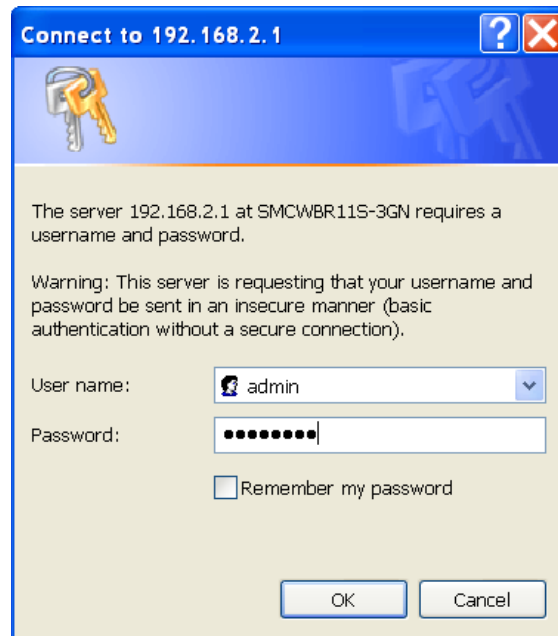 Connect to 192.168.2.1
The server 192.168.2.1 at SMCWBR11S-3GN requires a
username and password.
Warning: This server is requesting that your username and
password be sent in an insecure manner (basic
authentication without a secure connection).
User name:
admin
Password:
••••••••
Remember my password
OK
Cancel